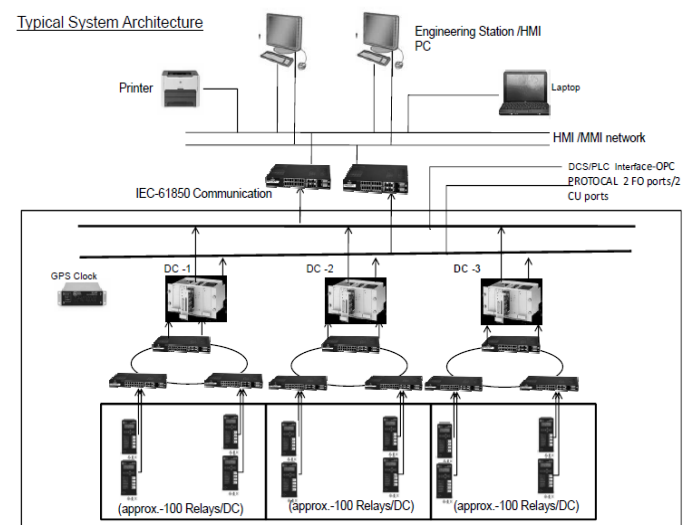 Typical System Architecture
Engineering Station /HMI
PC
Printer
Laptop
HMI /MMI network
DCS/PLC Interface-OPC
IEC-61850 Communication
PROTOCAL 2 FO ports/2
CU ports
GPS Clock
DC -1
DC -2
DC -3
(approx.-100 Relays/DC)
(approx.-100 Relays/DC)
(approx.-100 Relays/DC)